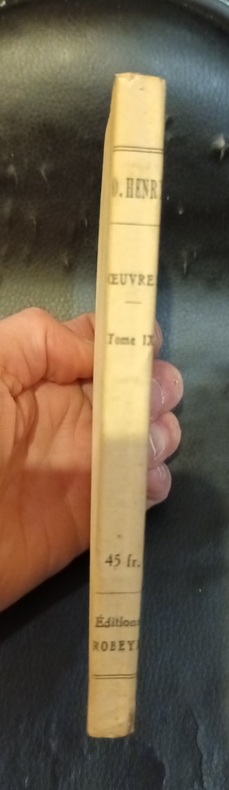 O. HENR
ŒUVRE
Tome IX
45 fr.
Éditions
ROBEY